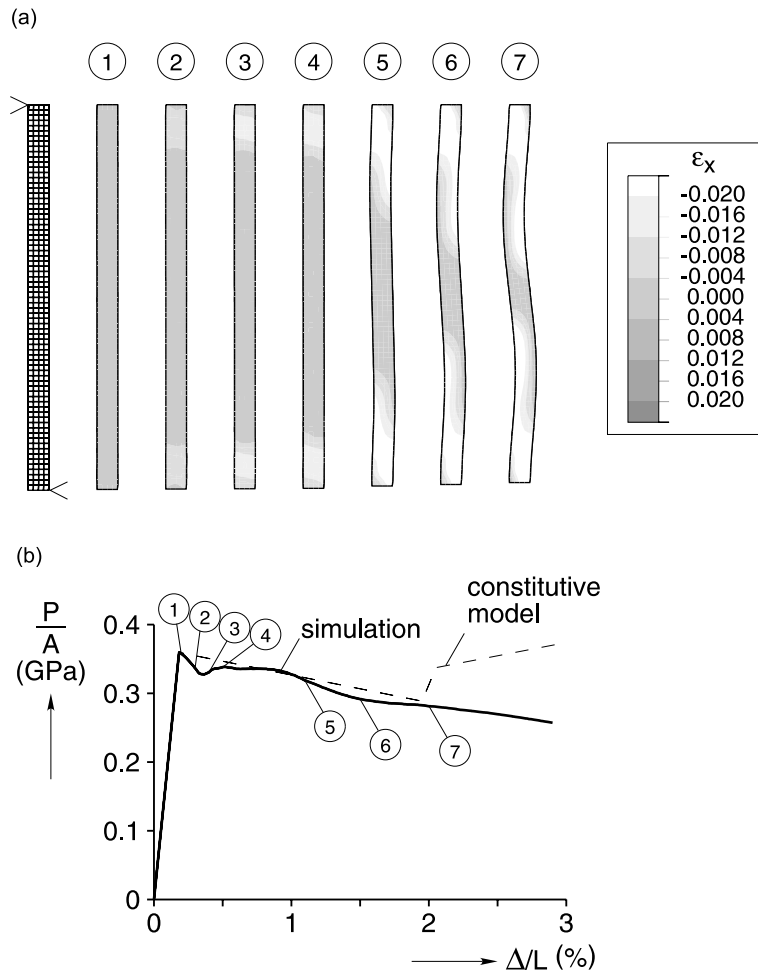 (a)
1 2 3 4 5 6 7
εx
-0.020
-0.016
-0.012
-0.008
-0.004
0.000
0.004
0.008
0.012
0.016
0.020
(b)
P
A
(GPa)
0.4
0.3
0.2
0.1
0
1
2
3
4
simulation
constitutive
model
5
6
7
0 1 2 3
Δ/L (%)